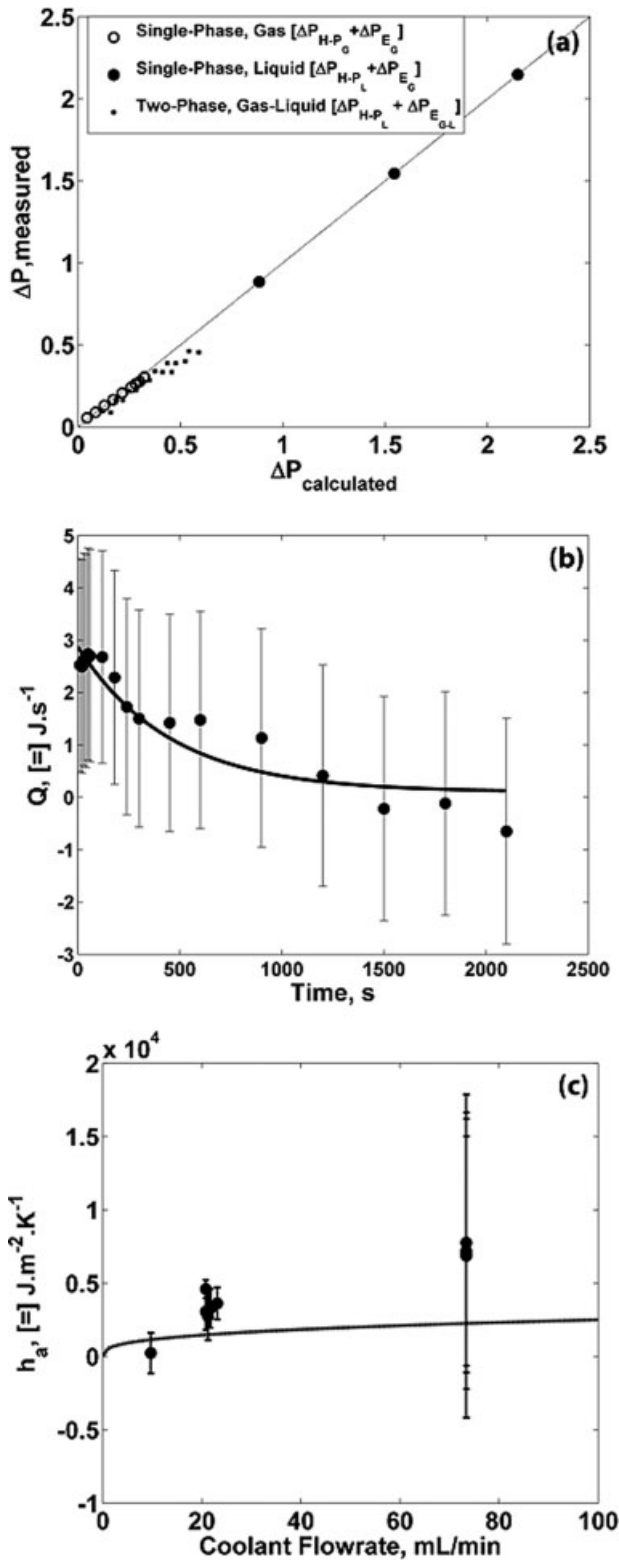 Single-Phase, Gas [ΔP_H-P_G +ΔP_E_G]
(a)
Single-Phase, Liquid [ΔP_H-P_L +ΔP_E_G]
Two-Phase, Gas-Liquid [ΔP_H-P_L + ΔP_E_G-L]
2.5
2
1.5
1
0.5
0
ΔP,measured
0 0.5 1 1.5 2 2.5
ΔP_calculated
(b)
5
4
3
2
1
0
-1
-2
-3
Q, [=] J.s⁻¹
0 500 1000 1500 2000 2500
Time, s
x 10⁴
(c)
2
1.5
1
0.5
0
-0.5
-1
h_a, [=] J.m⁻².K⁻¹
0 20 40 60 80 100
Coolant Flowrate, mL/min